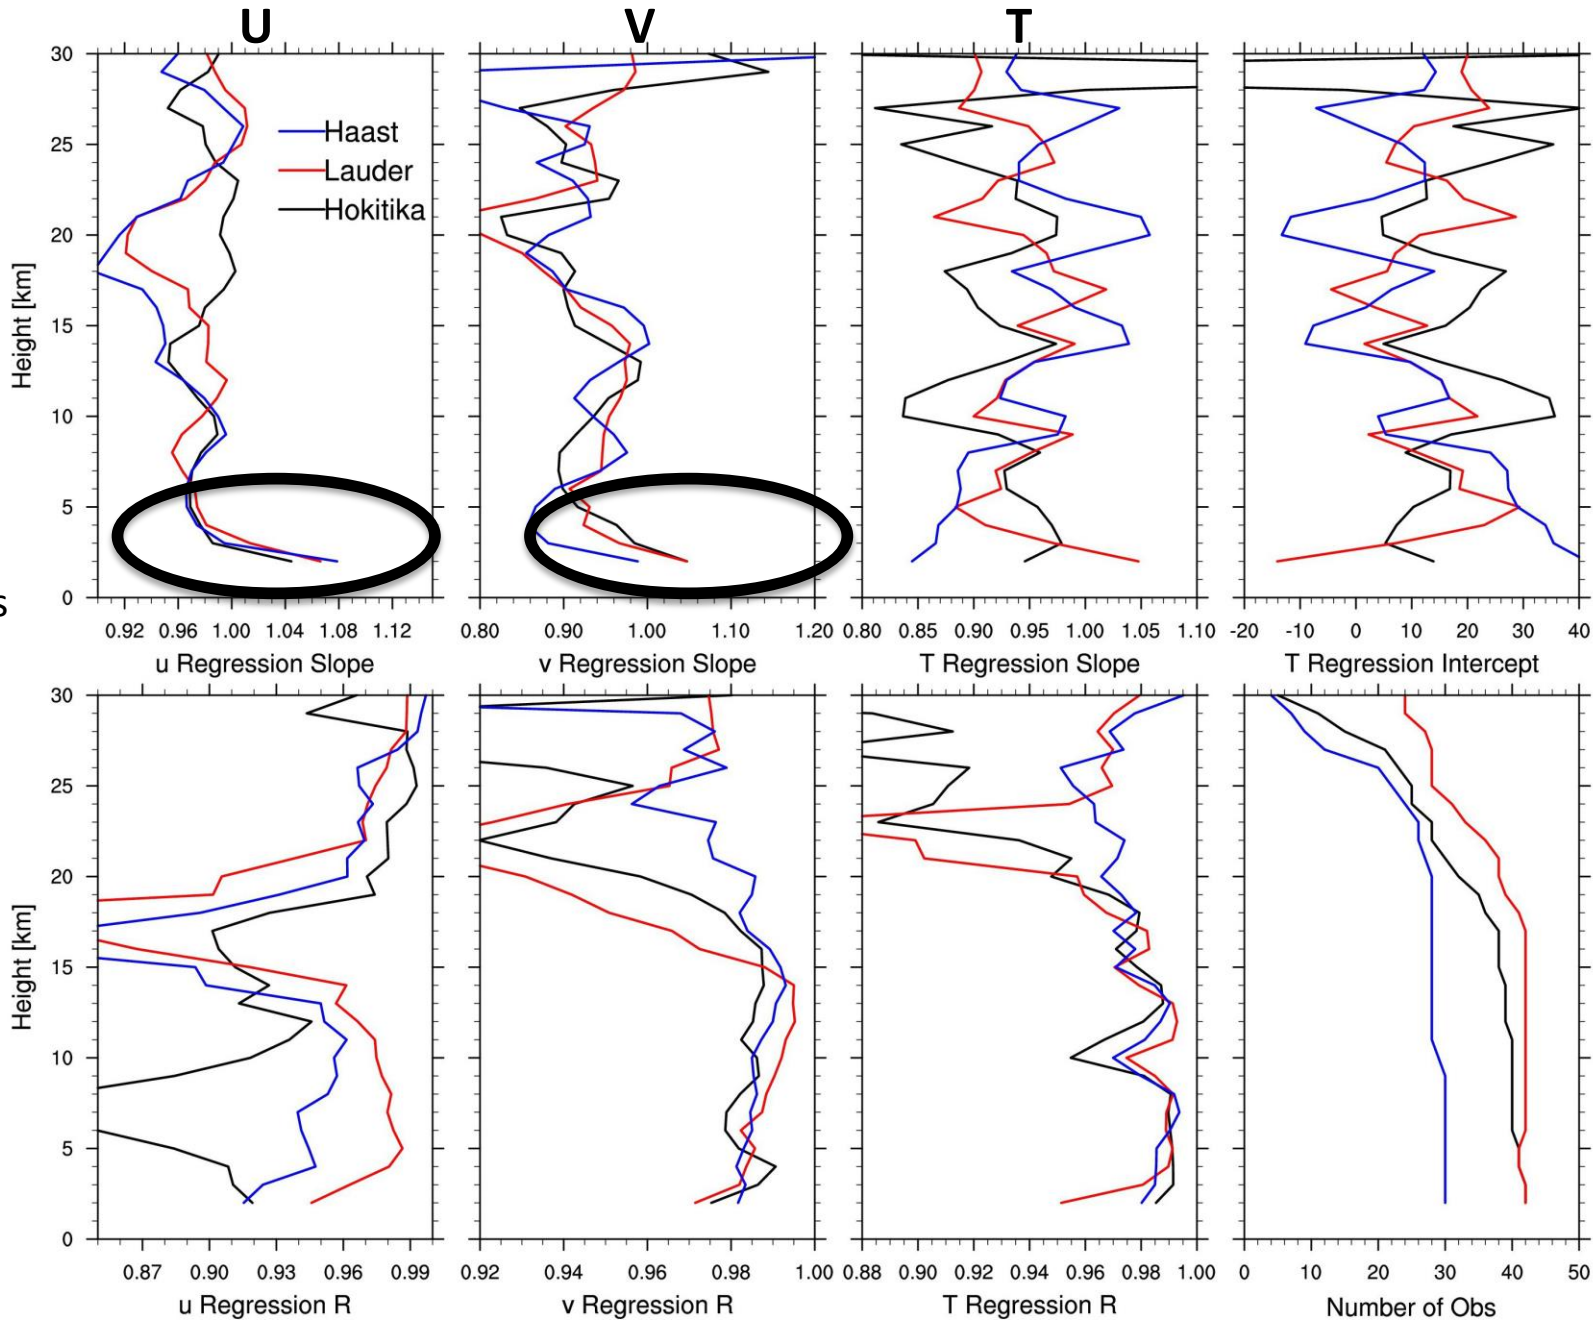 U V T
30
25
20
15
10
5
0
Height [km]
Haast
Lauder
Hokitika
s
0.92 0.96 1.00 1.04 1.08 1.12
u Regression Slope
0.80 0.90 1.00 1.10 1.20
v Regression Slope
0.80 0.85 0.90 0.95 1.00 1.05 1.10
T Regression Slope
-20 -10 0 10 20 30 40
T Regression Intercept
30
25
20
15
10
5
0
Height [km]
0.87 0.90 0.93 0.96 0.99
u Regression R
0.92 0.94 0.96 0.98 1.00
v Regression R
0.88 0.90 0.92 0.94 0.96 0.98 1.00
T Regression R
0 10 20 30 40 50
Number of Obs